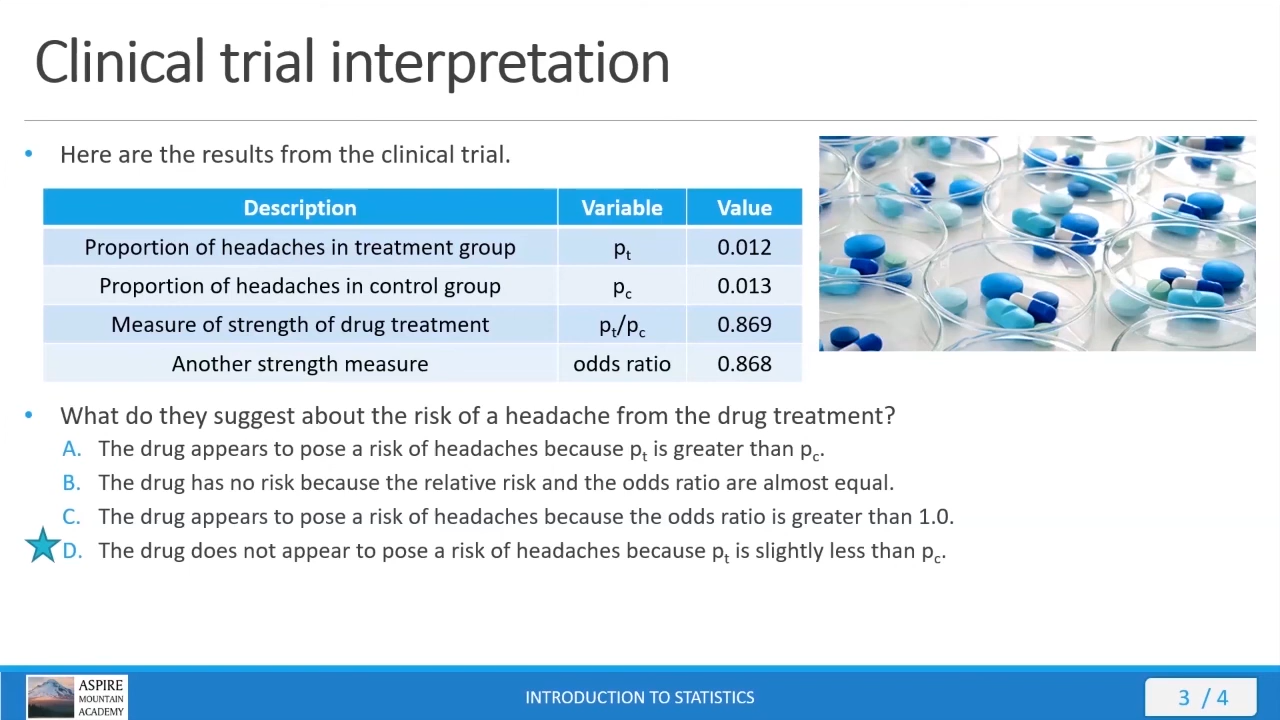 Clinical trial interpretation
• Here are the results from the clinical trial.
Description Variable Value
Proportion of headaches in treatment group pt 0.012
Proportion of headaches in control group pc 0.013
Measure of strength of drug treatment pt/pc 0.869
Another strength measure odds ratio 0.868
• What do they suggest about the risk of a headache from the drug treatment?
A. The drug appears to pose a risk of headaches because pt is greater than pc.
B. The drug has no risk because the relative risk and the odds ratio are almost equal.
C. The drug appears to pose a risk of headaches because the odds ratio is greater than 1.0.
D. The drug does not appear to pose a risk of headaches because pt is slightly less than pc.
ASPIRE
MOUNTAIN
ACADEMY
INTRODUCTION TO STATISTICS
3 / 4